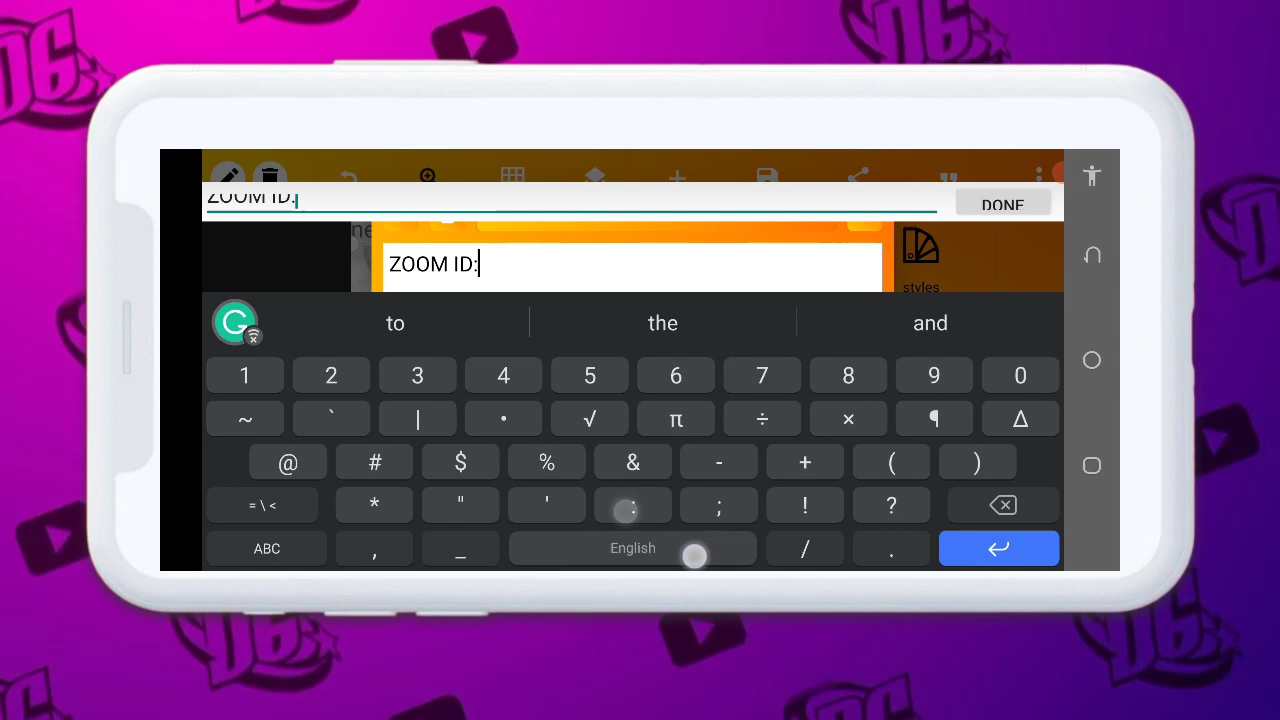 ZOOM ID:
DONE
ne
ZOOM ID:
styles
to the and
1 2 3 4 5 6 7 8 9 0
~ ` | • √ π ÷ × ¶ Δ
@ # $ % & - + ( )
= \ < * " ' : ; ! ?
ABC , _ English / .